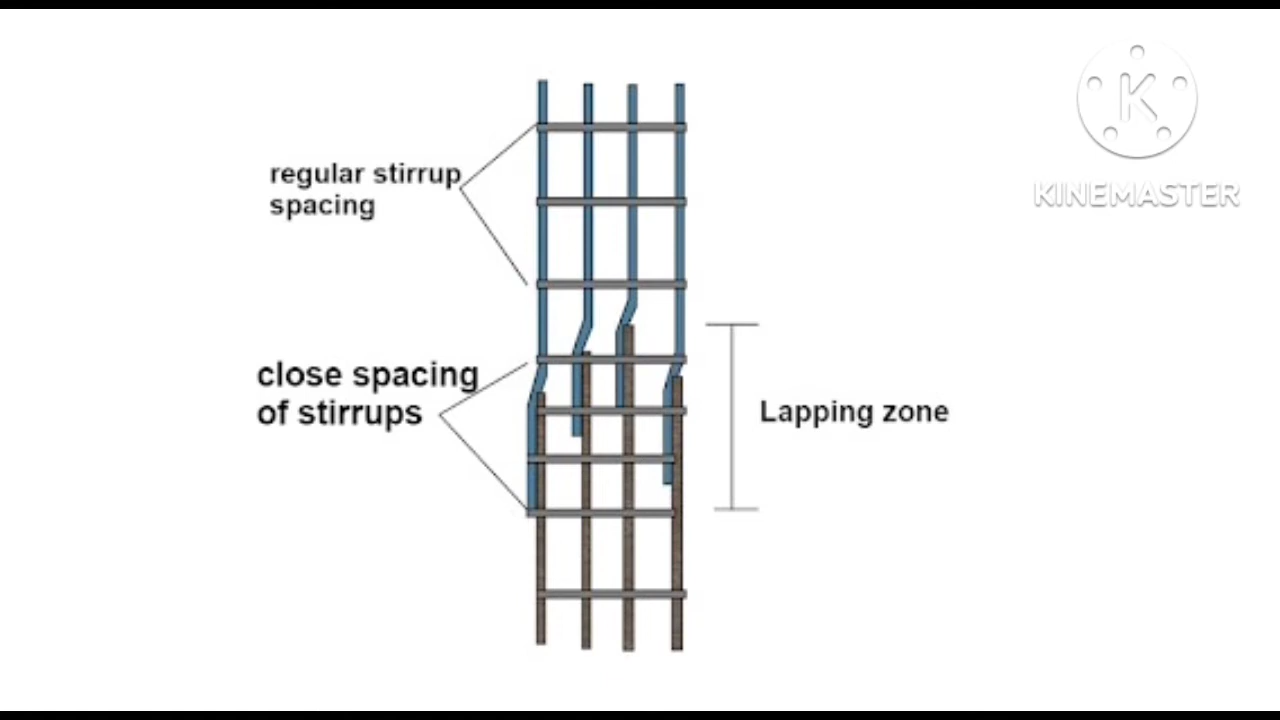 KINEMASTER
regular stirrup
spacing
close spacing
of stirrups
Lapping zone